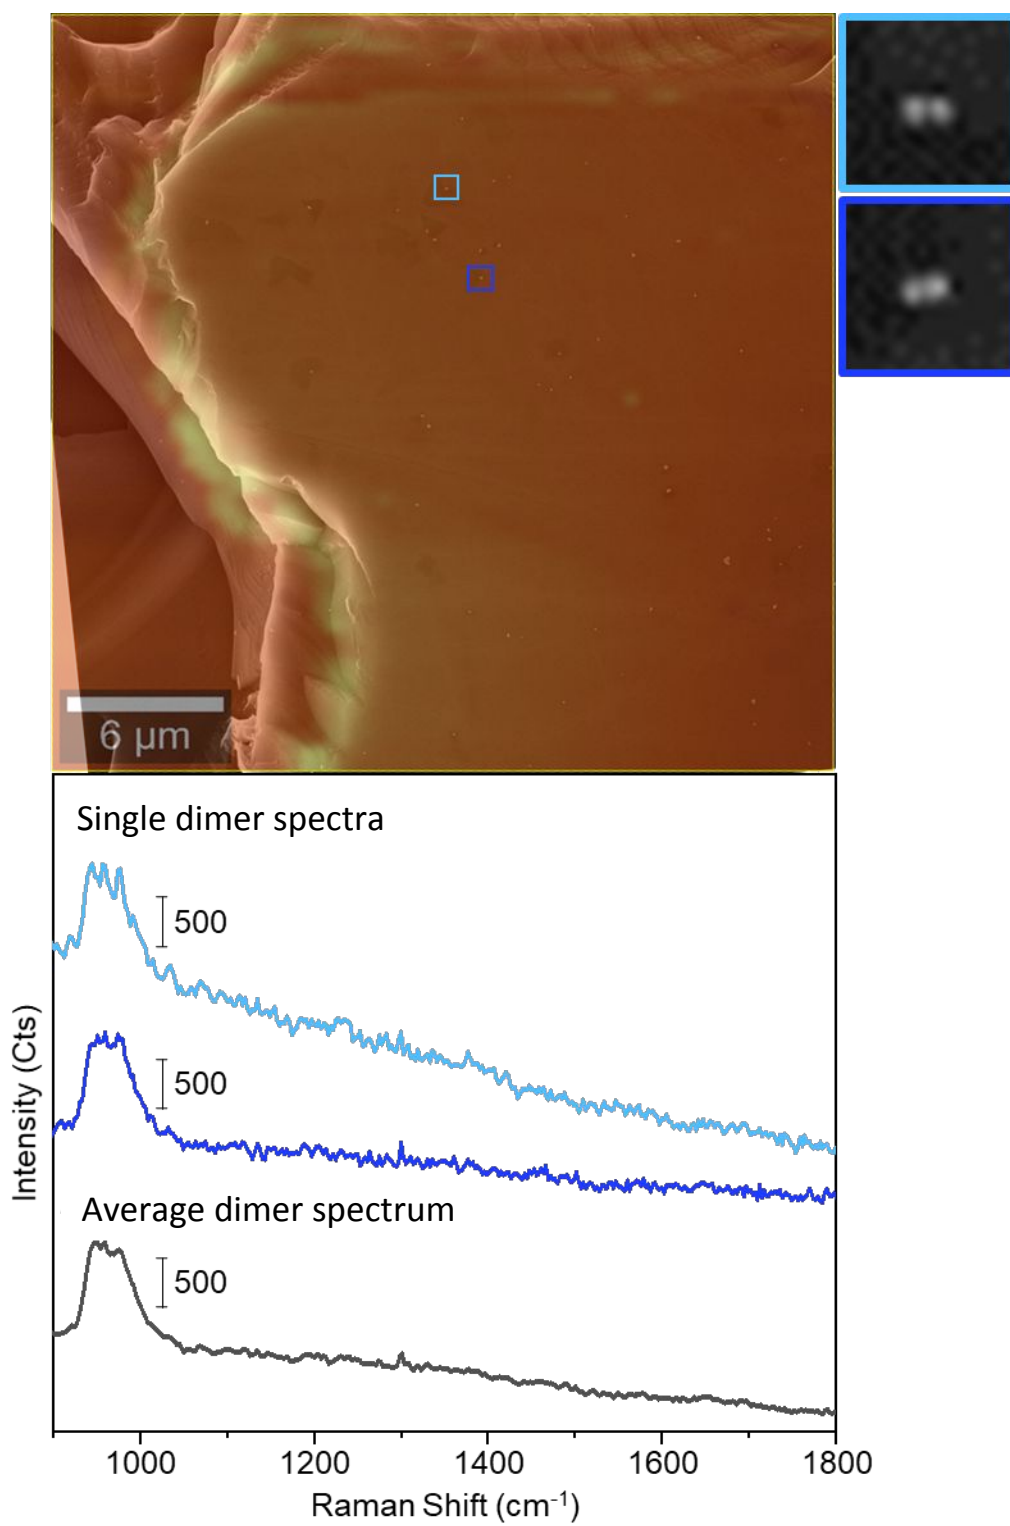 6 µm
Single dimer spectra
500
500
Average dimer spectrum
500
Intensity (Cts)
1000 1200 1400 1600 1800
Raman Shift (cm⁻¹)